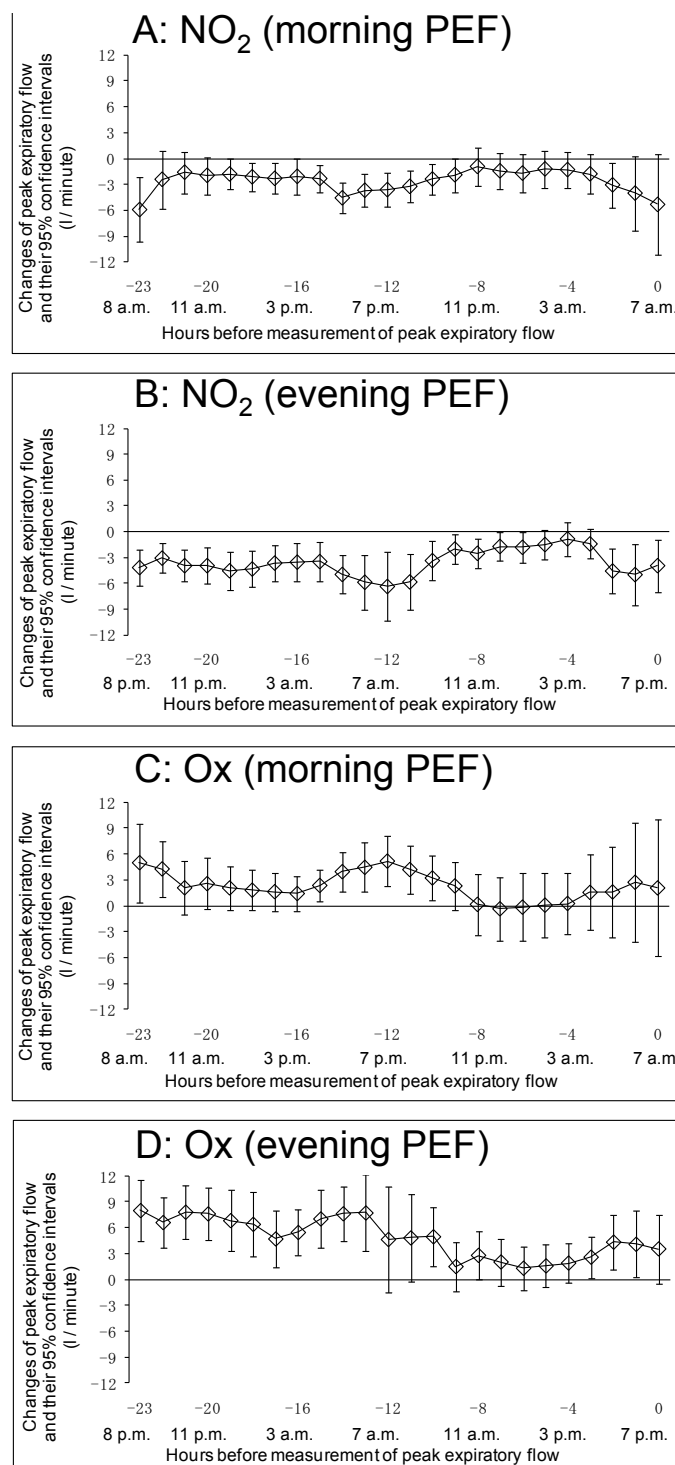 A: NO₂ (morning PEF)
Changes of peak expiratory flow
and their 95% confidence intervals
(l / minute)
12
9
6
3
0
−3
−6
−9
−12
−23 −20 −16 −12 −8 −4 0
8 a.m. 11 a.m. 3 p.m. 7 p.m. 11 p.m. 3 a.m. 7 a.m.
Hours before measurement of peak expiratory flow
B: NO₂ (evening PEF)
Changes of peak expiratory flow
and their 95% confidence intervals
(l / minute)
12
9
6
3
0
−3
−6
−9
−12
−23 −20 −16 −12 −8 −4 0
8 p.m. 11 p.m. 3 a.m. 7 a.m. 11 a.m. 3 p.m. 7 p.m.
Hours before measurement of peak expiratory flow
C: Ox (morning PEF)
Changes of peak expiratory flow
and their 95% confidence intervals
(l / minute)
12
9
6
3
0
−3
−6
−9
−12
−23 −20 −16 −12 −8 −4 0
8 a.m. 11 a.m. 3 p.m. 7 p.m. 11 p.m. 3 a.m. 7 a.m.
Hours before measurement of peak expiratory flow
D: Ox (evening PEF)
Changes of peak expiratory flow
and their 95% confidence intervals
(l / minute)
12
9
6
3
0
−3
−6
−9
−12
−23 −20 −16 −12 −8 −4 0
8 p.m. 11 p.m. 3 a.m. 7 a.m. 11 a.m. 3 p.m. 7 p.m.
Hours before measurement of peak expiratory flow